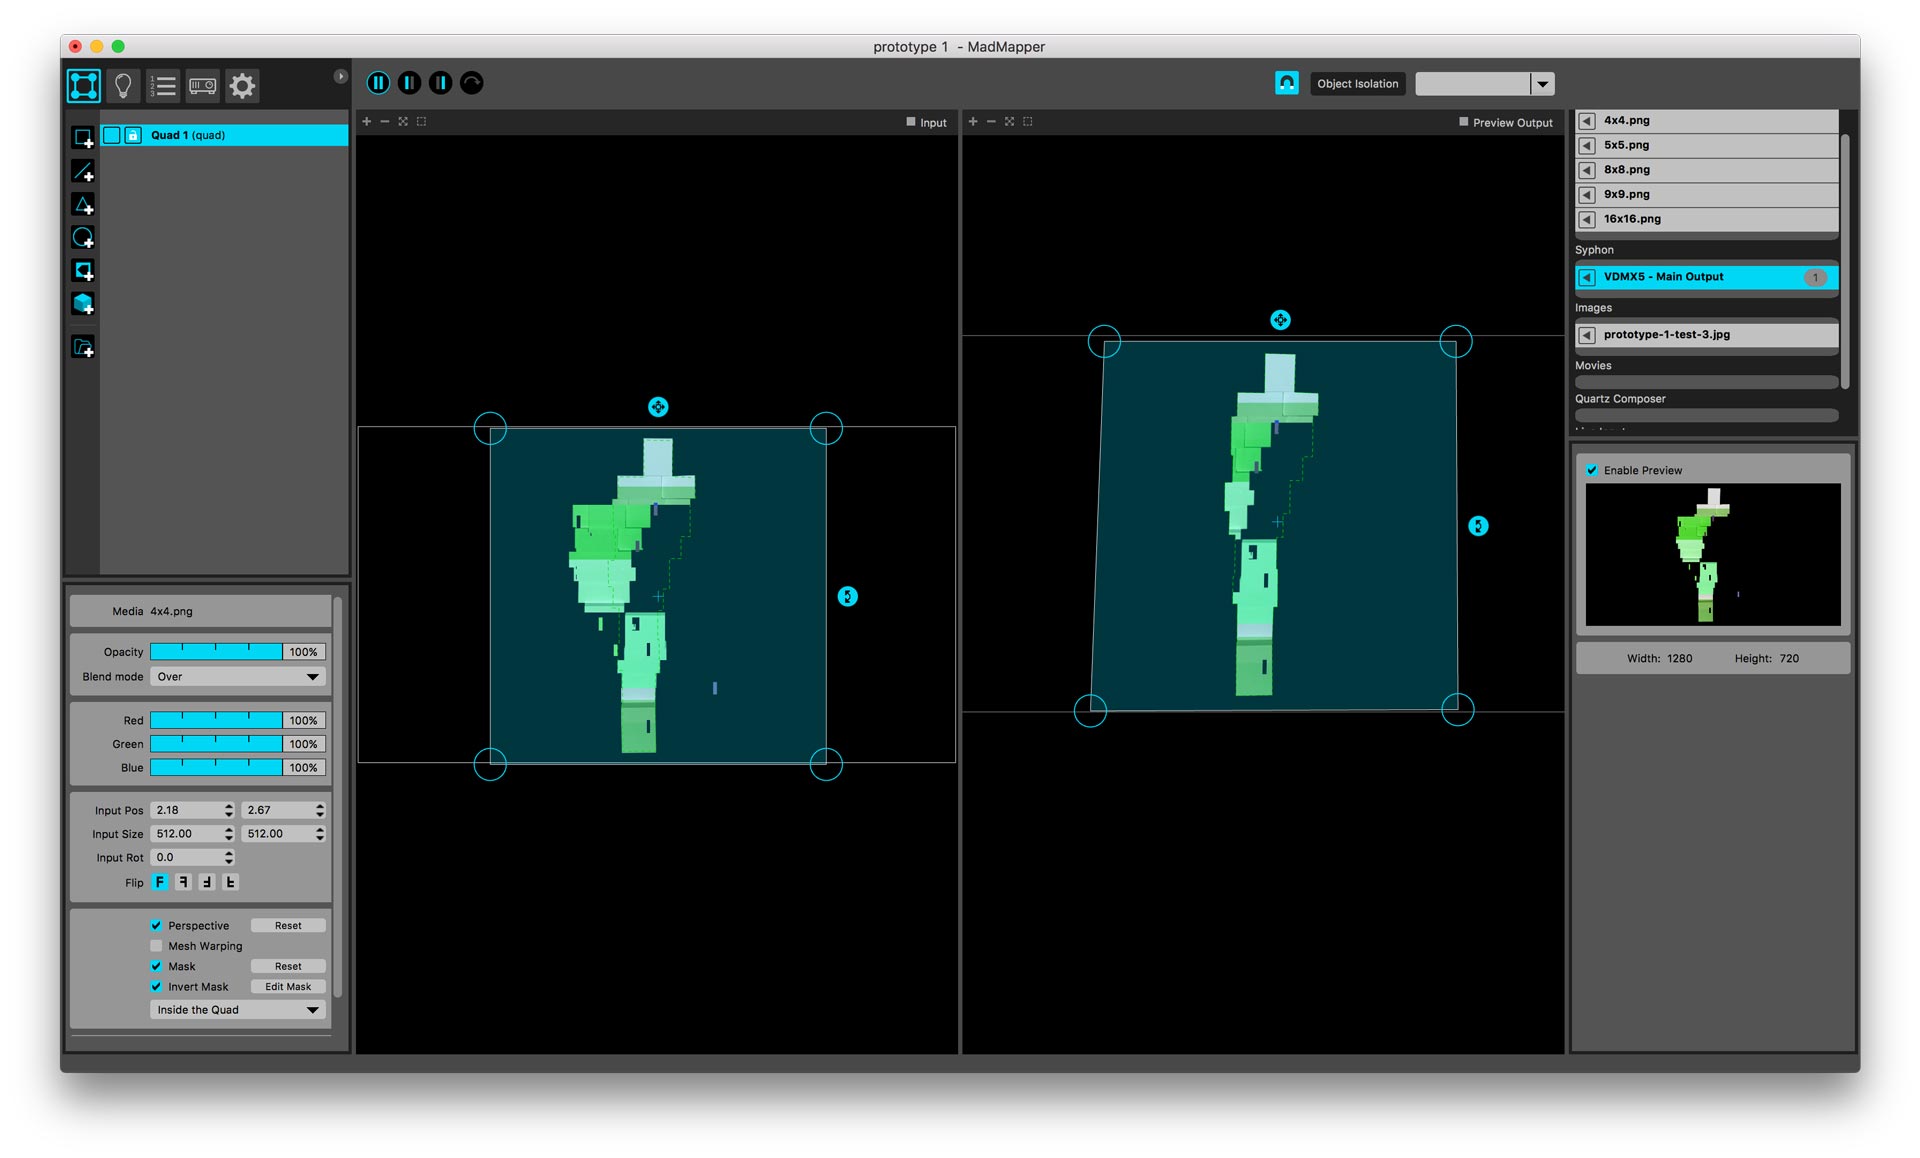 prototype 1 - MadMapper
Object Isolation
1
2
3
Quad 1 (quad)
Input
Preview Output
4x4.png
5x5.png
8x8.png
9x9.png
16x16.png
Syphon
VDMX5 - Main Output 1
Images
prototype-1-test-3.jpg
Movies
Quartz Composer
Enable Preview
Width: 1280 Height: 720
Media 4x4.png
Opacity 100%
Blend mode Over
Red 100%
Green 100%
Blue 100%
Input Pos 2.18 2.67
Input Size 512.00 512.00
Input Rot 0.0
Flip F
Perspective Reset
Mesh Warping
Mask Reset
Invert Mask Edit Mask
Inside the Quad